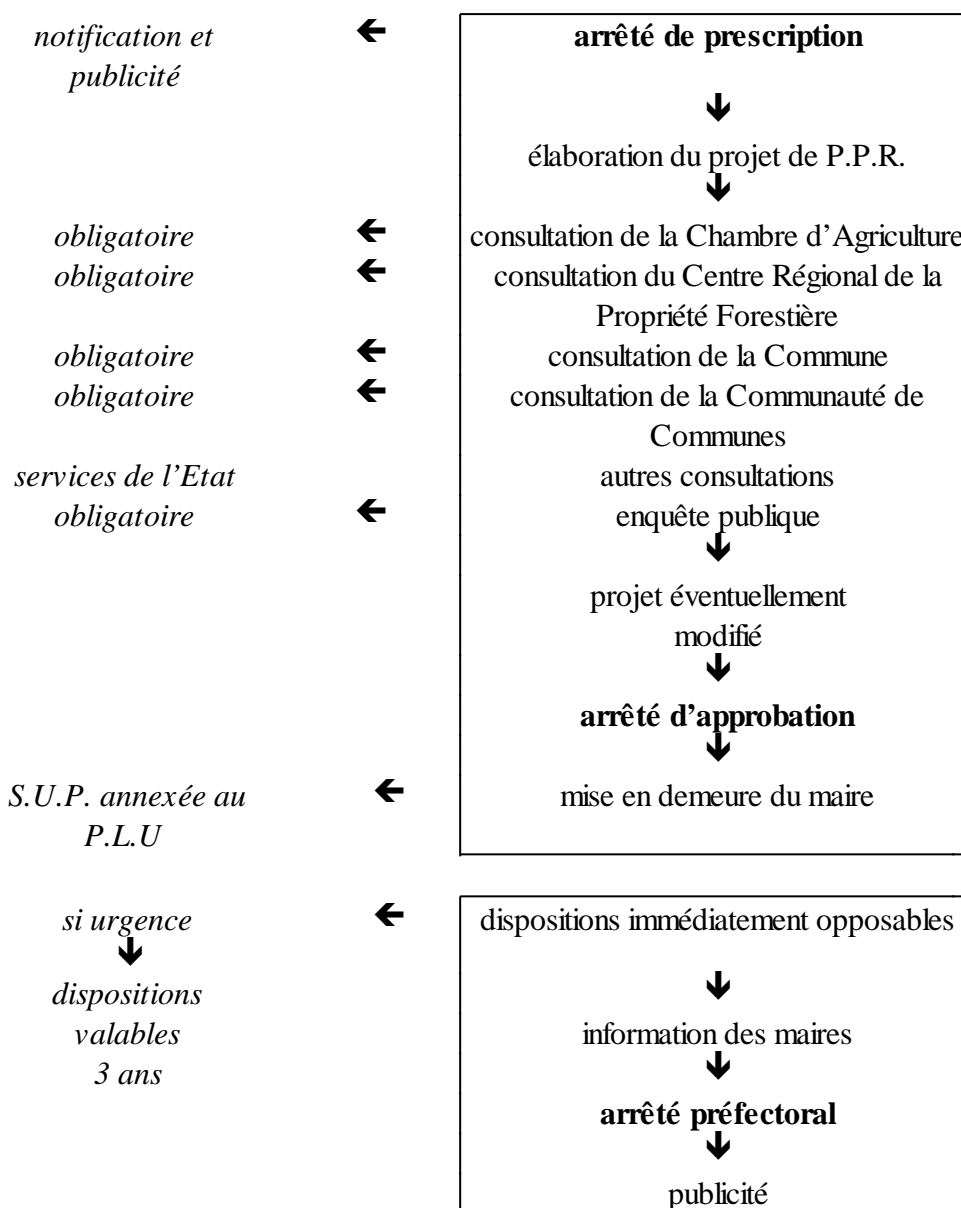 notification et
publicité
🡸
arrêté de prescription
🡻
élaboration du projet de P.P.R.
🡻
obligatoire 🡸 consultation de la Chambre d’Agriculture
obligatoire 🡸 consultation du Centre Régional de la
Propriété Forestière
obligatoire 🡸 consultation de la Commune
obligatoire 🡸 consultation de la Communauté de
Communes
services de l’Etat autres consultations
obligatoire 🡸 enquête publique
🡻
projet éventuellement
modifié
🡻
arrêté d’approbation
🡻
S.U.P. annexée au 🡸 mise en demeure du maire
P.L.U
si urgence 🡸 dispositions immédiatement opposables
🡻
dispositions
valables
3 ans
🡻
information des maires
🡻
arrêté préfectoral
🡻
publicité